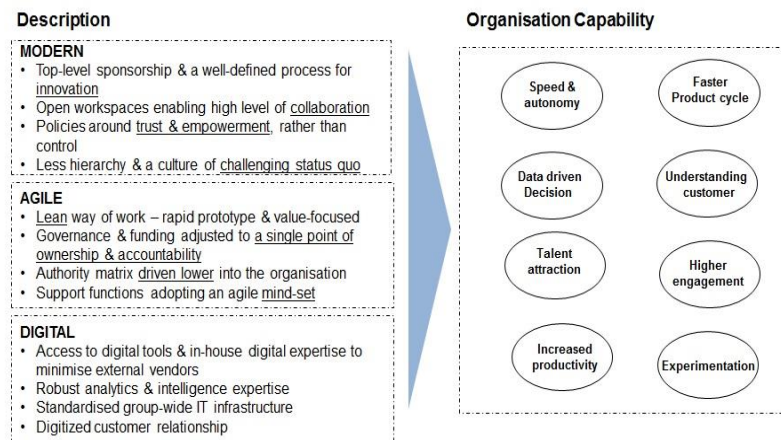 Description
MODERN
• Top-level sponsorship & a well-defined process for
innovation
• Open workspaces enabling high level of collaboration
• Policies around trust & empowerment, rather than
control
• Less hierarchy & a culture of challenging status quo
AGILE
• Lean way of work – rapid prototype & value-focused
• Governance & funding adjusted to a single point of
ownership & accountability
• Authority matrix driven lower into the organisation
• Support functions adopting an agile mind-set
DIGITAL
• Access to digital tools & in-house digital expertise to
minimise external vendors
• Robust analytics & intelligence expertise
• Standardised group-wide IT infrastructure
• Digitized customer relationship
Organisation Capability
Speed &
autonomy
Faster
Product cycle
Data driven
Decision
Understanding
customer
Talent
attraction
Higher
engagement
Increased
productivity
Experimentation